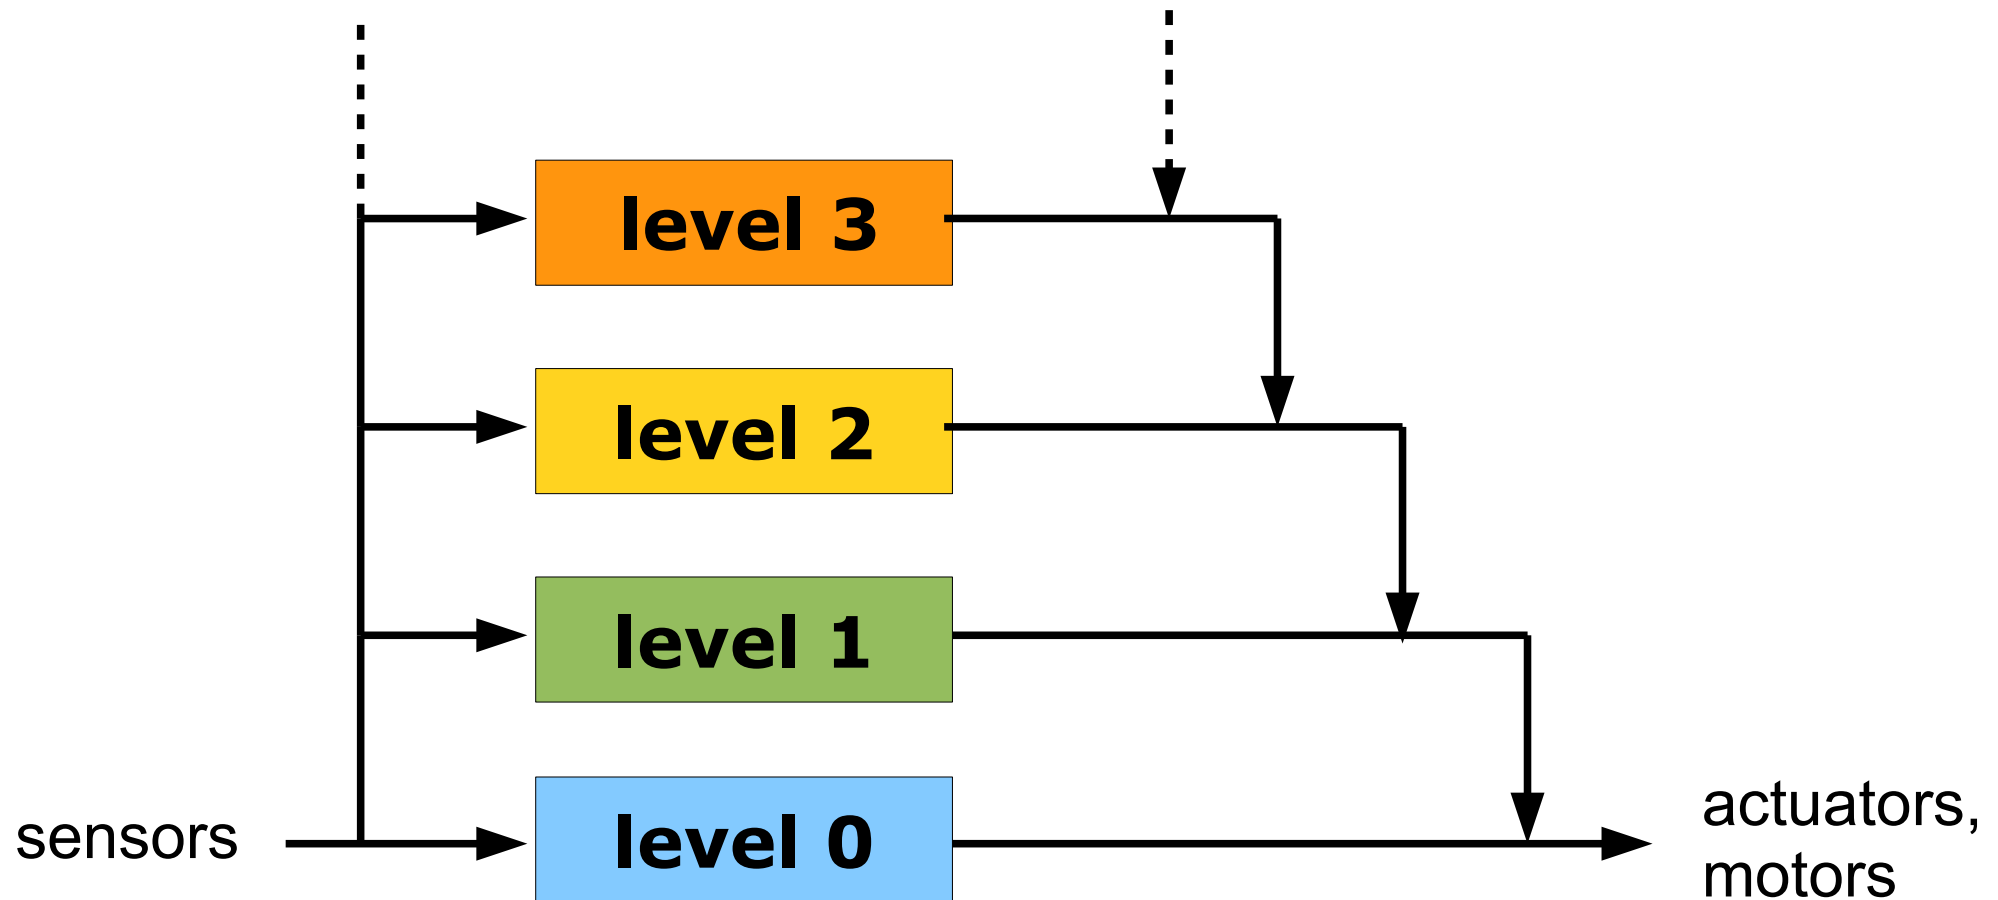 level 3
level 2
level 1
sensors
level 0
actuators,
motors